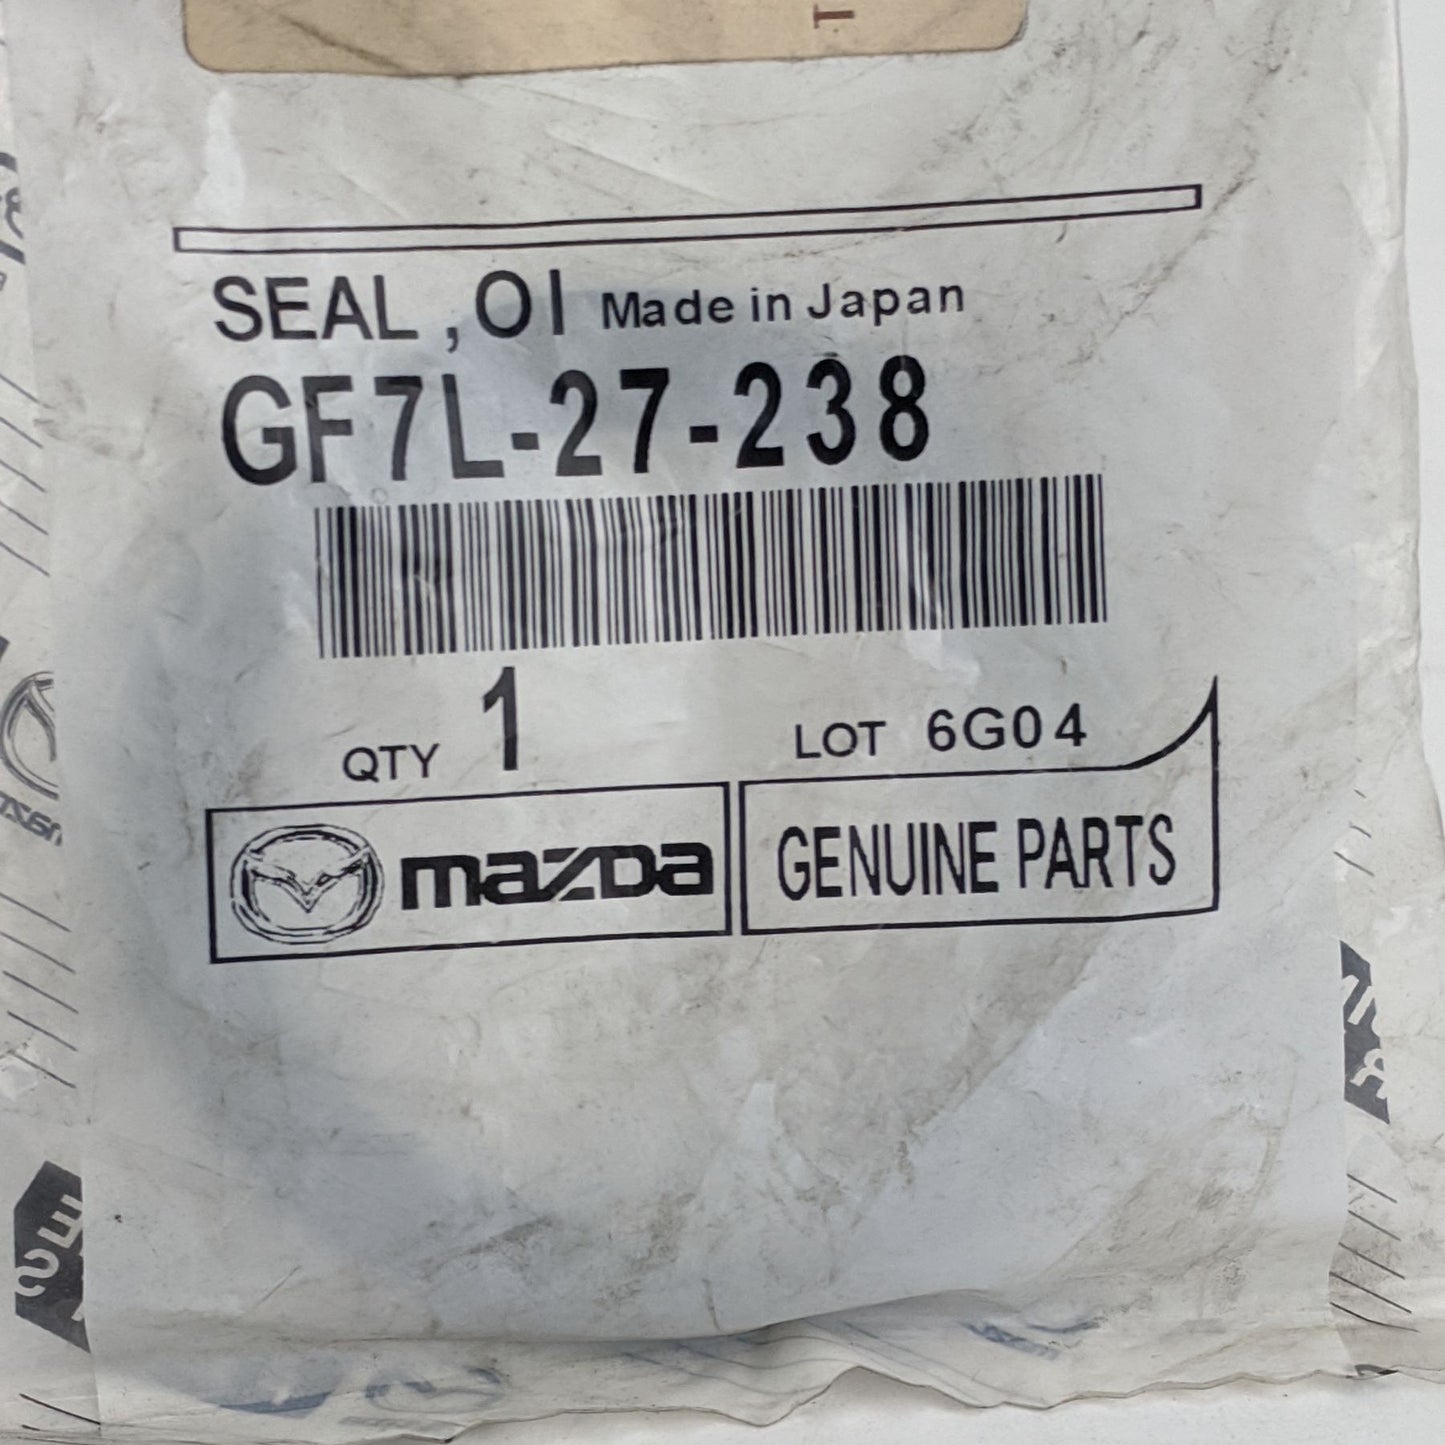 T
SEAL ,OI Made in Japan
GF7L-27-238
QTY 1
LOT 6G04
mazda
GENUINE PARTS